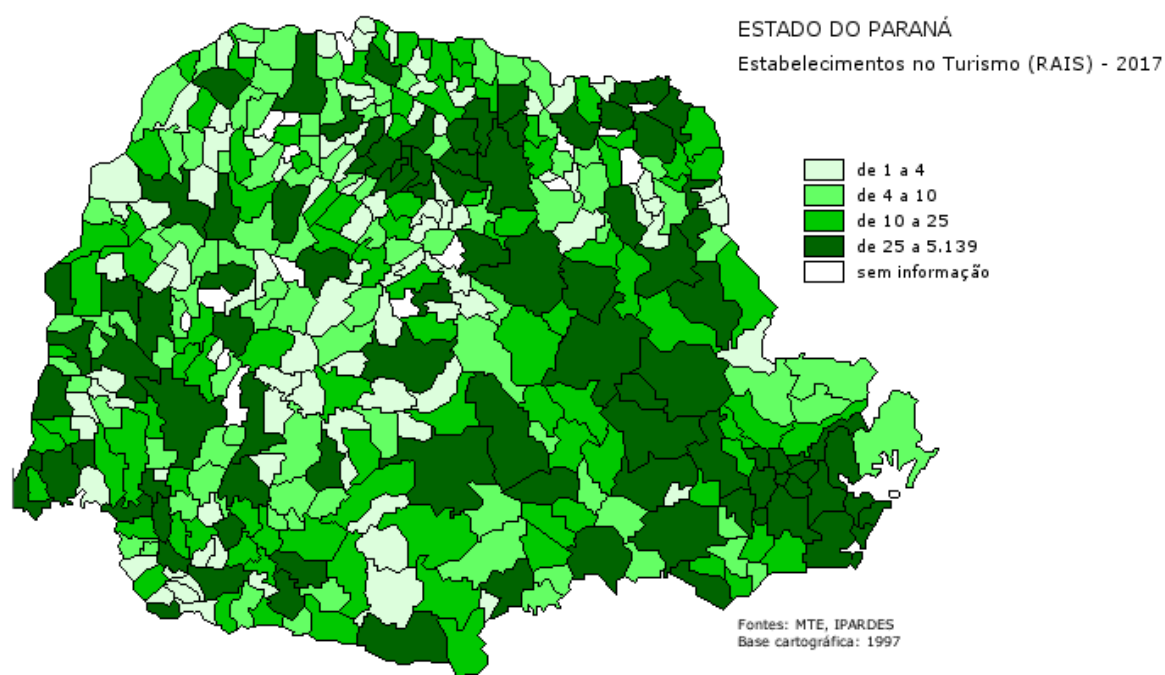 ESTADO DO PARANÁ
Estabelecimentos no Turismo (RAIS) - 2017
de 1 a 4
de 4 a 10
de 10 a 25
de 25 a 5.139
sem informação
Fontes: MTE, IPARDES
Base cartográfica: 1997